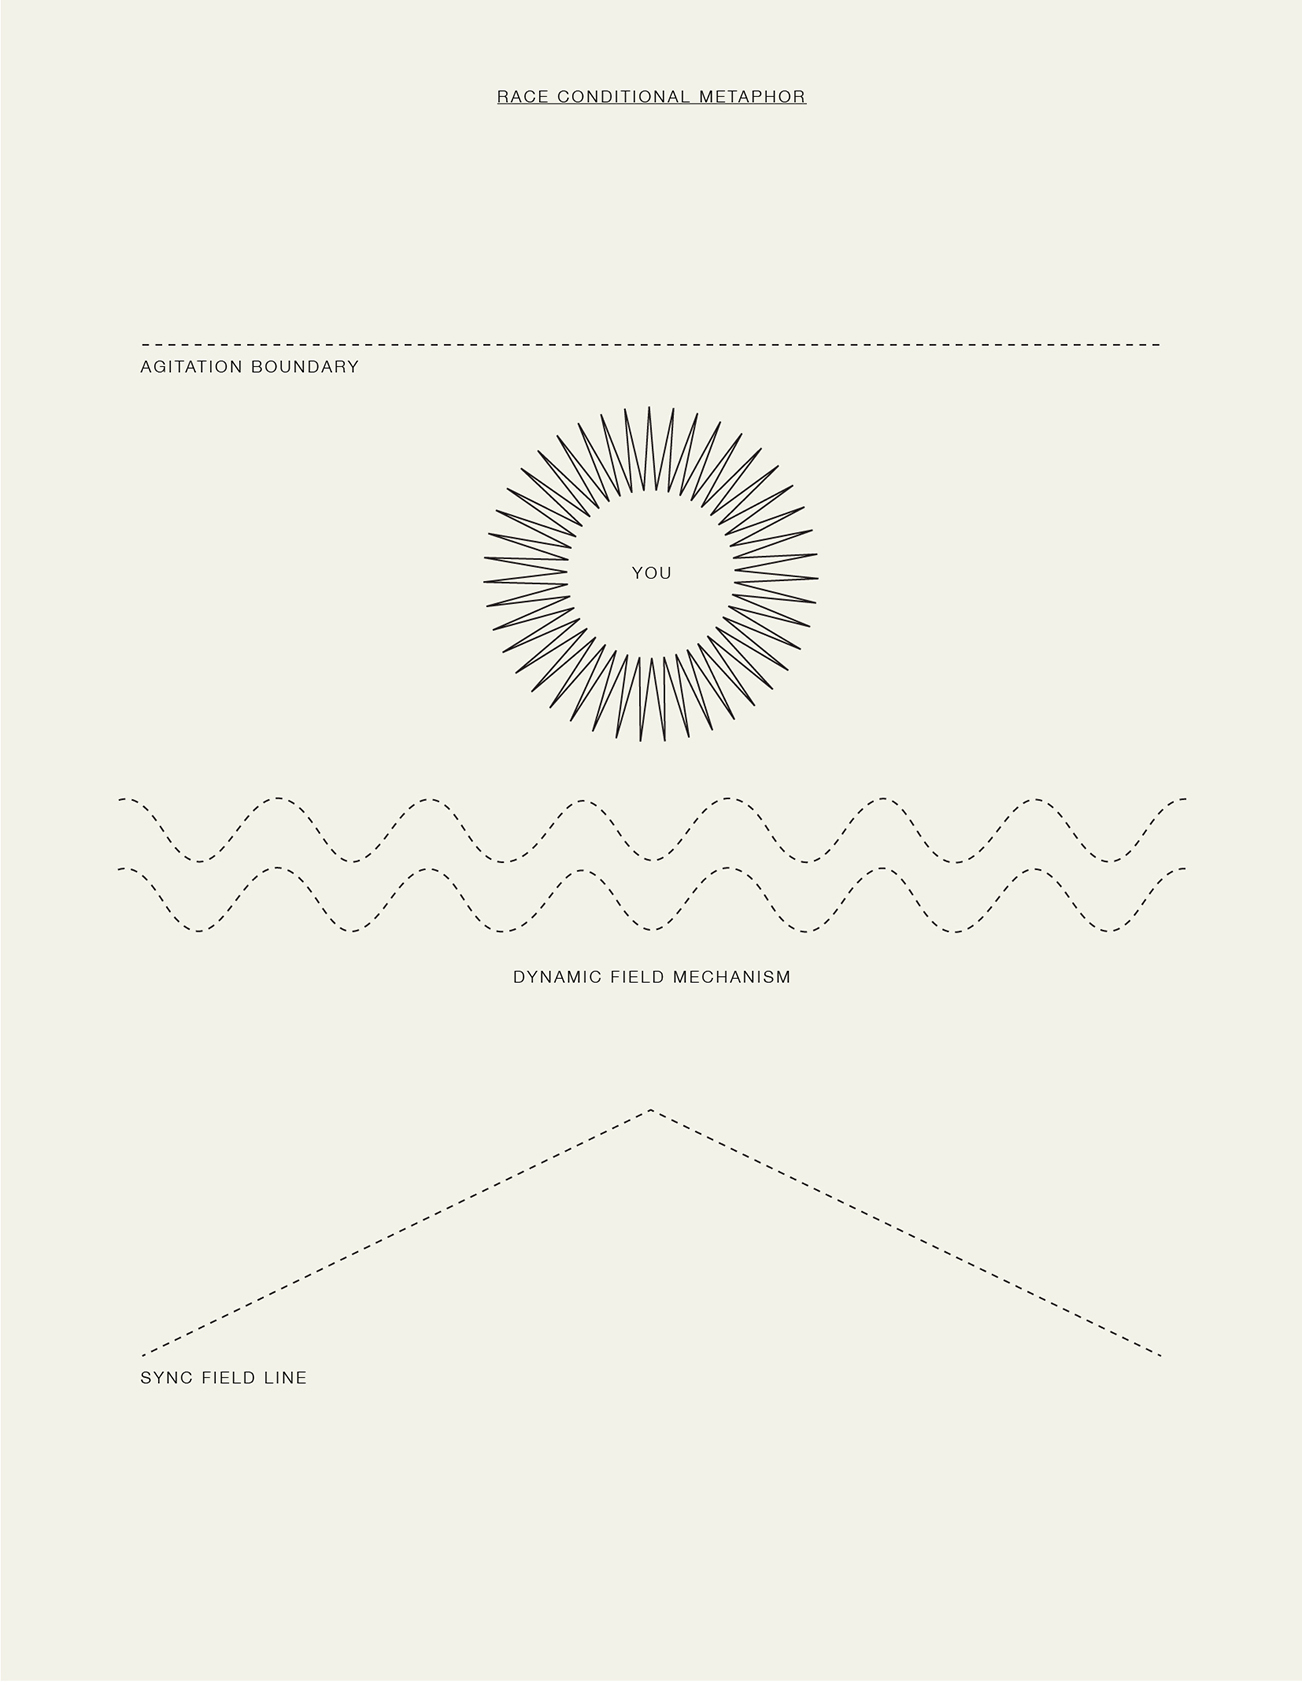 RACE CONDITIONAL METAPHOR
AGITATION BOUNDARY
YOU
DYNAMIC FIELD MECHANISM
SYNC FIELD LINE